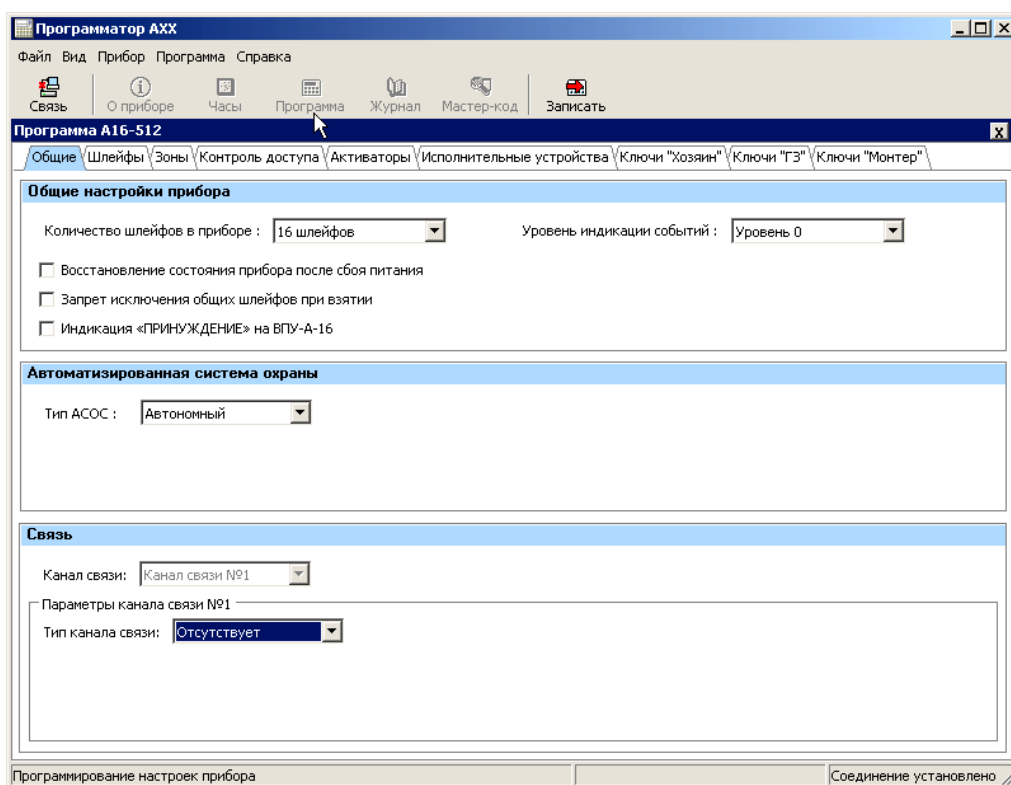 Программатор AXX
Файл Вид Прибор Программа Справка
Связь О приборе Часы Программа Журнал Мастер-код Записать
Программа A16-512
Общие Шлейфы Зоны Контроль доступа Активаторы Исполнительные устройства Ключи "Хозяин" Ключи "ГЗ" Ключи "Монтер"
Общие настройки прибора
Количество шлейфов в приборе : 16 шлейфов Уровень индикации событий : Уровень 0
Восстановление состояния прибора после сбоя питания
Запрет исключения общих шлейфов при взятии
Индикация «ПРИНУЖДЕНИЕ» на ВПУ-А-16
Автоматизированная система охраны
Тип АСОС : Автономный
Связь
Канал связи: Канал связи №1
Параметры канала связи №1
Тип канала связи: Отсутствует
Программирование настроек прибора Соединение установлено